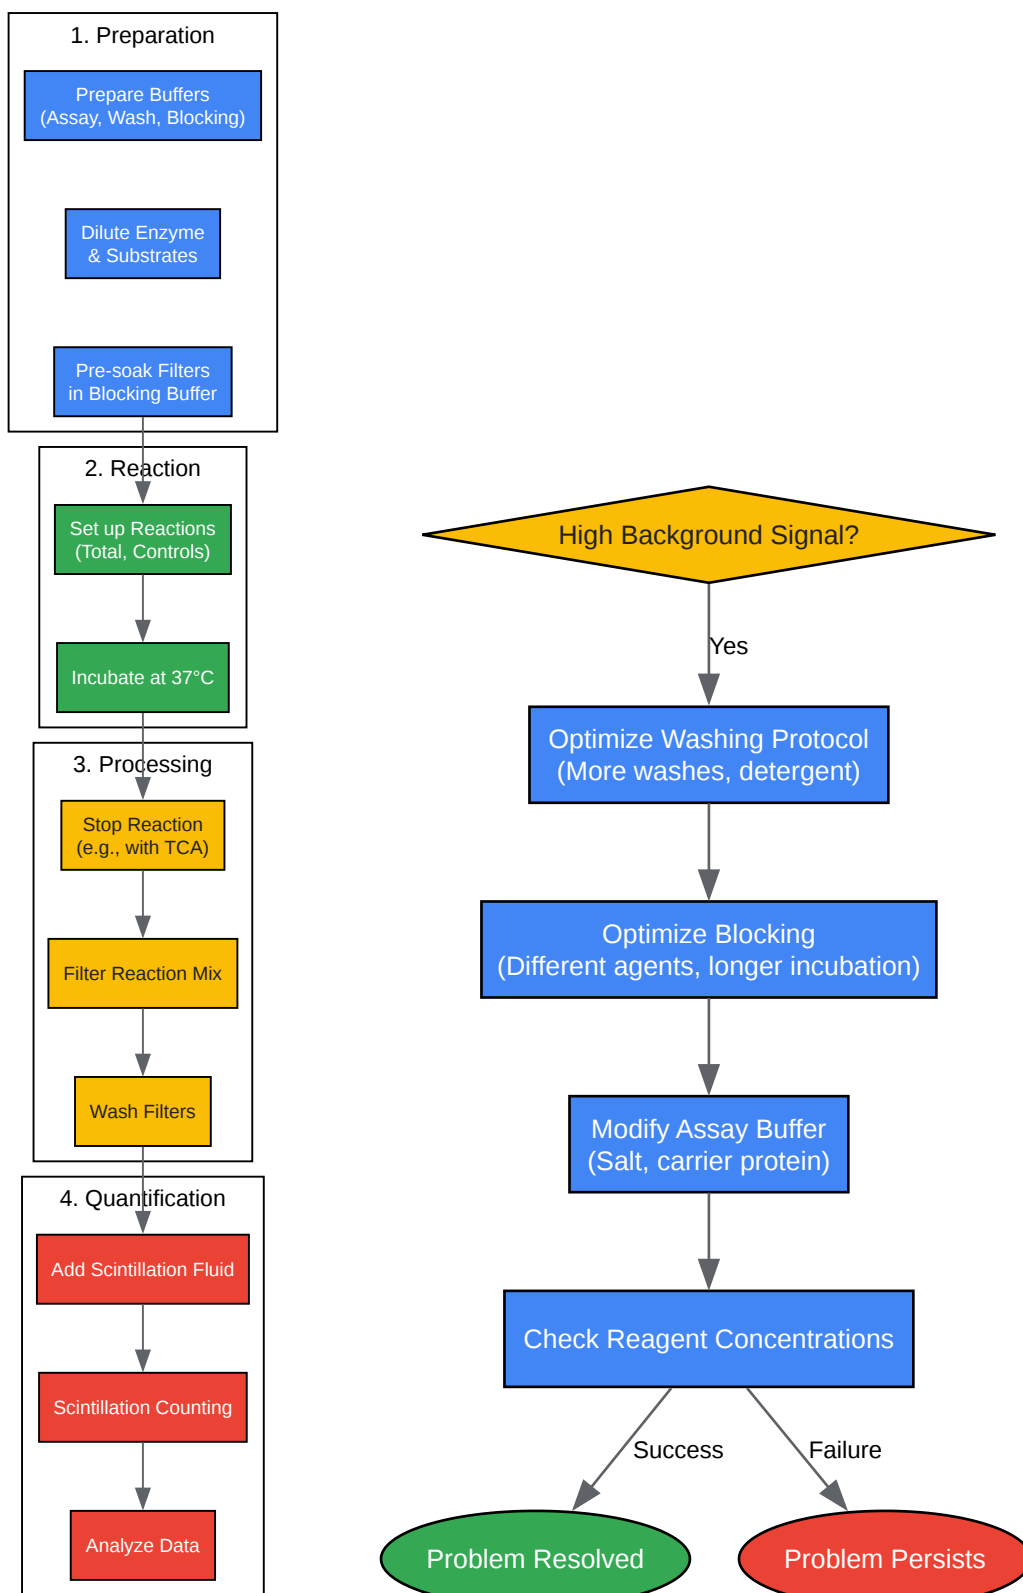 1. Preparation
Prepare Buffers
(Assay, Wash, Blocking)
Dilute Enzyme
& Substrates
Pre-soak Filters
in Blocking Buffer
2. Reaction
Set up Reactions
(Total, Controls)
Incubate at 37°C
3. Processing
Stop Reaction
(e.g., with TCA)
Filter Reaction Mix
Wash Filters
4. Quantification
Add Scintillation Fluid
Scintillation Counting
Analyze Data
High Background Signal?
Yes
Optimize Washing Protocol
(More washes, detergent)
Optimize Blocking
(Different agents, longer incubation)
Modify Assay Buffer
(Salt, carrier protein)
Check Reagent Concentrations
Success
Failure
Problem Resolved
Problem Persists